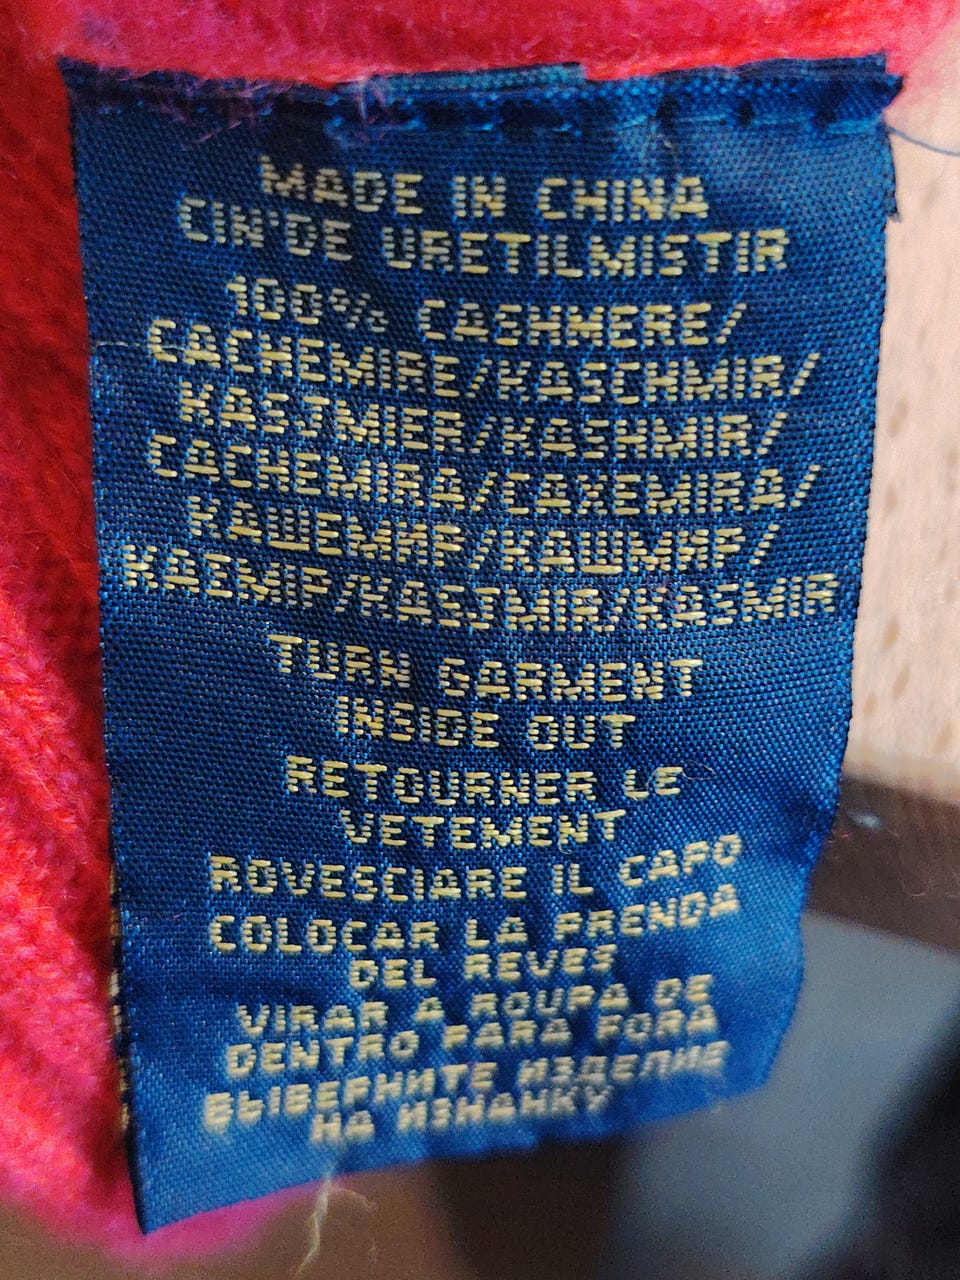 MADE IN CHINA
CIN'DE URETILMISTIR
100% CASHMERE/
CACHEMIRE/KASCHMIR/
KASJMIER/KASHMIR/
CACHEMIRA/CAXEMIRA/
КАШЕМИР/КАШМИР/
KAEMIP/KASJMIR/KASMIR
TURN GARMENT
INSIDE OUT
RETOURNER LE
VETEMENT
ROVESCIARE IL CAPO
COLOCAR LA PRENDA
DEL REVES
VIRAR A ROUPA DE
DENTRO PARA FORA
ВЫВЕРНИТЕ ИЗДЕЛИЕ
НА ИЗНАНКУ